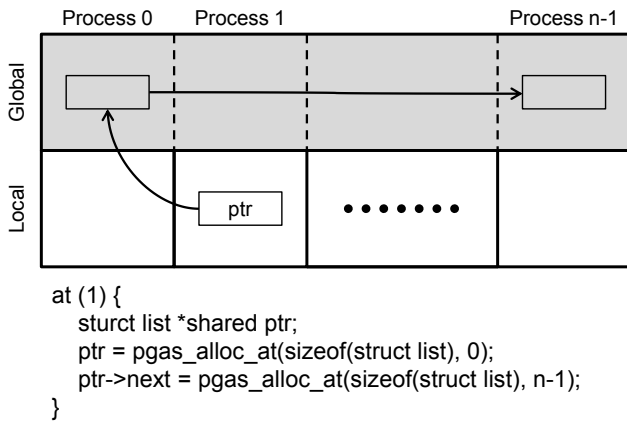 Process 0 Process 1 Process n-1
Global
Local
ptr
at (1) {
sturct list *shared ptr;
ptr = pgas_alloc_at(sizeof(struct list), 0);
ptr->next = pgas_alloc_at(sizeof(struct list), n-1);
}